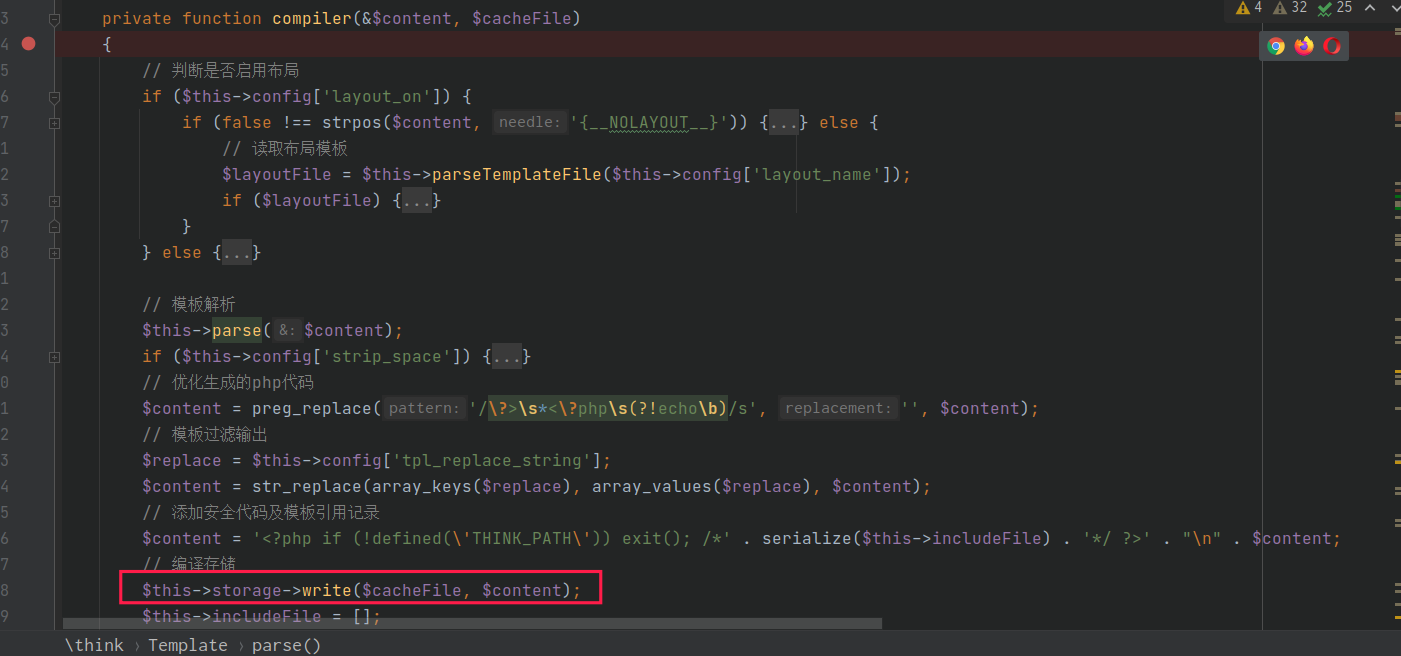 4 32 25
3 private function compiler(&$content, $cacheFile)
4 {
5 // 判断是否启用布局
6 if ($this->config['layout_on']) {
7 if (false !== strpos($content, needle: '{__NOLAYOUT__}')) {...} else {
1 // 读取布局模板
2 $layoutFile = $this->parseTemplateFile($this->config['layout_name']);
3 if ($layoutFile) {...}
7 }
8 } else {...}
1
2 // 模板解析
3 $this->parse( &: $content);
4 if ($this->config['strip_space']) {...}
0 // 优化生成的php代码
1 $content = preg_replace( pattern: '/\?>\s*<\?php\s(?!echo\b)/s', replacement: '', $content);
2 // 模板过滤输出
3 $replace = $this->config['tpl_replace_string'];
4 $content = str_replace(array_keys($replace), array_values($replace), $content);
5 // 添加安全代码及模板引用记录
6 $content = '<?php if (!defined(\'THINK_PATH\')) exit(); /*' . serialize($this->includeFile) . '*/ ?>' . "\n" . $content;
7 // 编译存储
8 $this->storage->write($cacheFile, $content);
9 $this->includeFile = [];
\think › Template › parse()